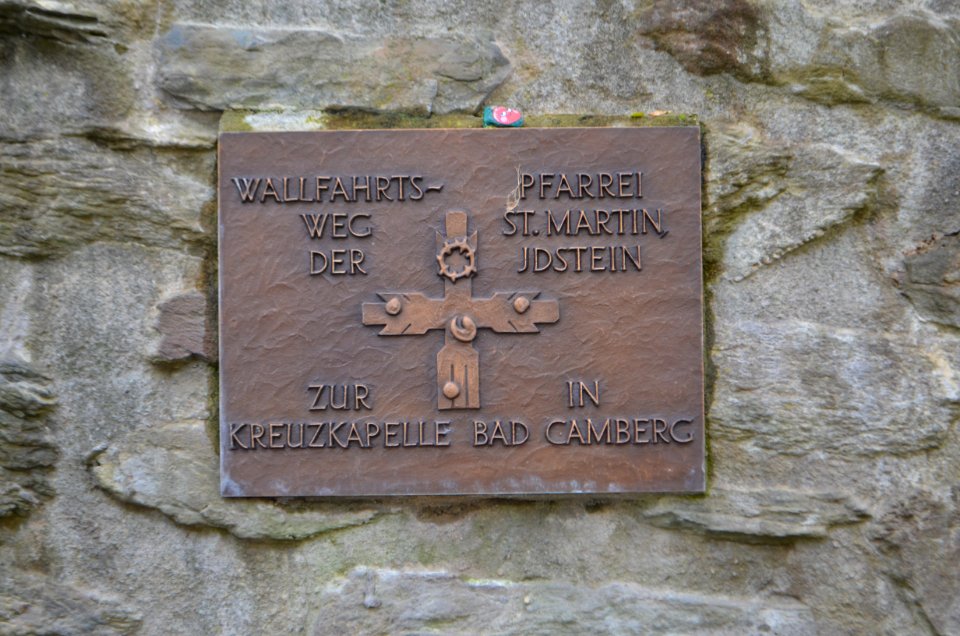 WALLFAHRTS-
WEG
DER
PFARREI
ST. MARTIN,
JDSTEIN
ZUR IN
KREUZKAPELLE BAD CAMBERG